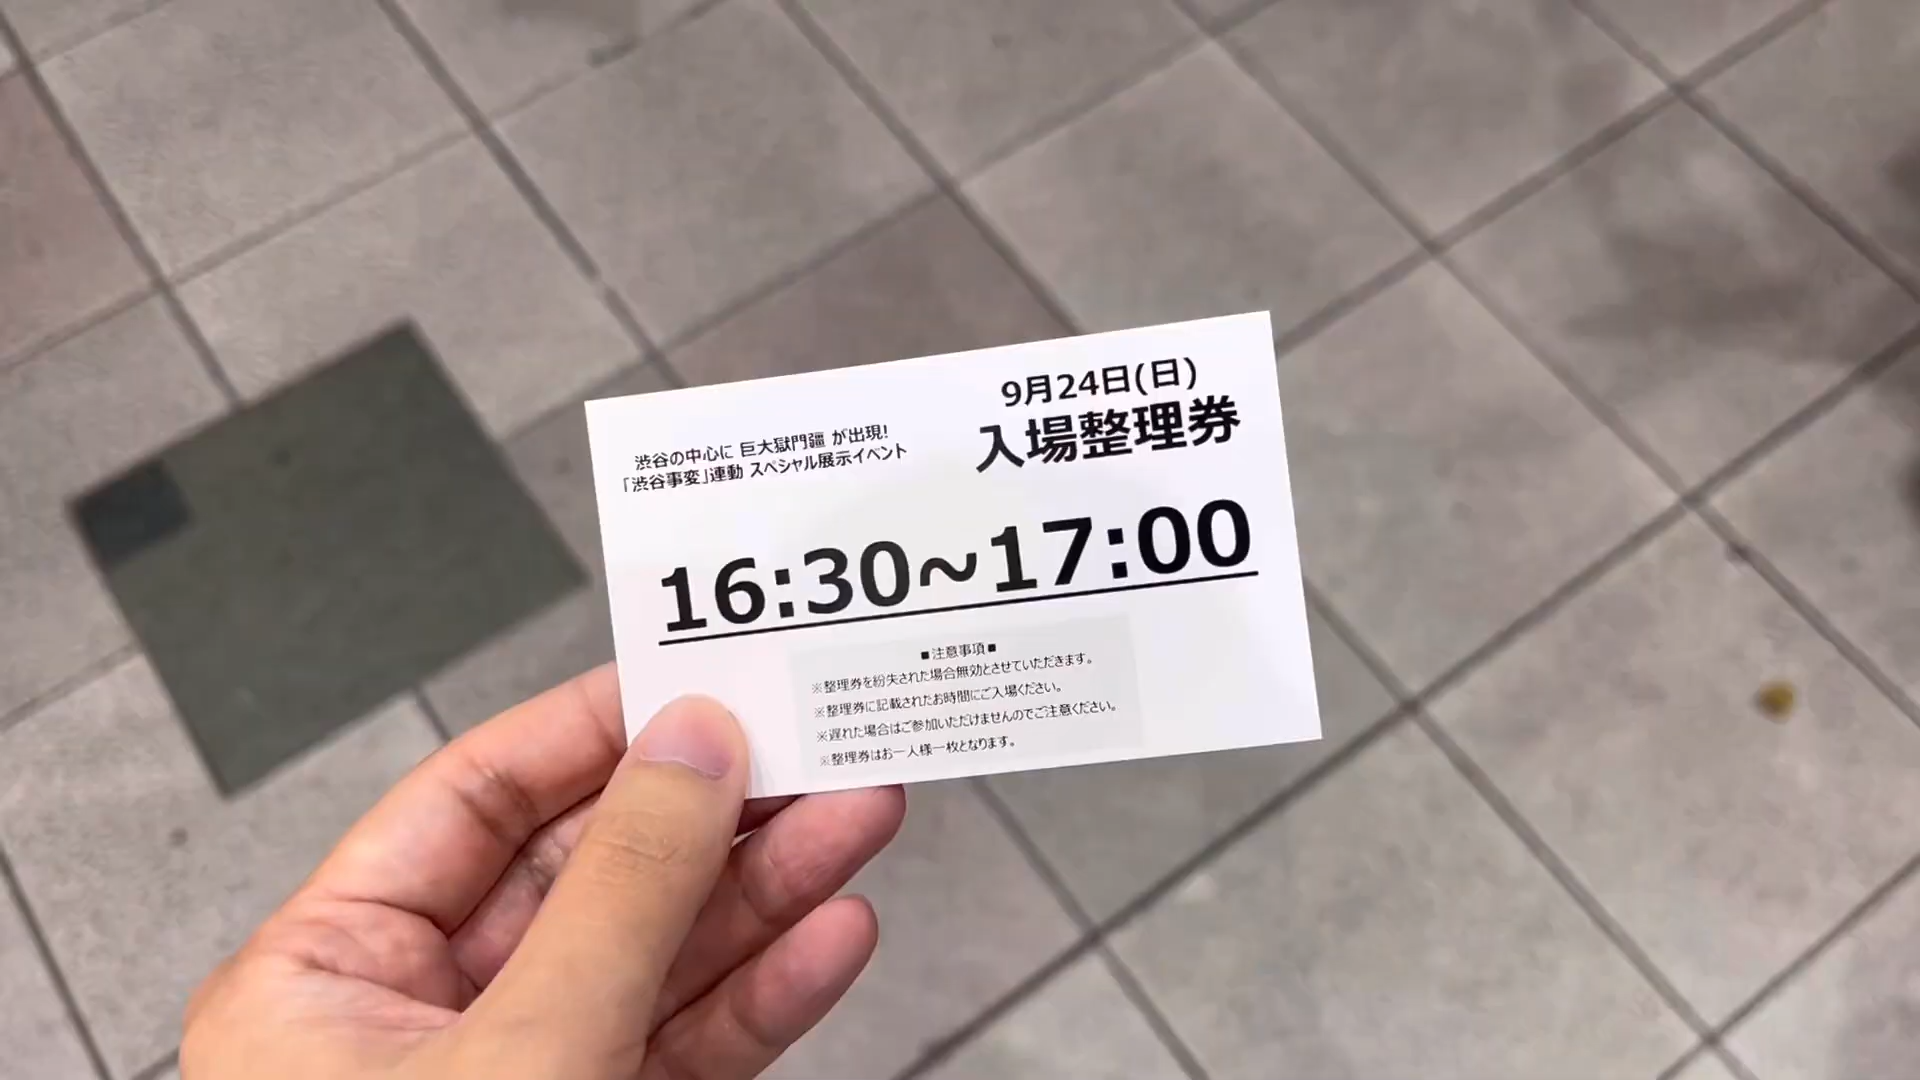 渋谷の中心に 巨大獄門疆 が出現!
「渋谷事変」連動 スペシャル展示イベント
9月24日(日)
入場整理券
16:30~17:00
■注意事項■
※整理券を紛失された場合無効とさせていただきます。
※整理券に記載されたお時間にご入場ください。
※遅れた場合はご参加いただけませんのでご注意ください。
※整理券はお一人様一枚となります。